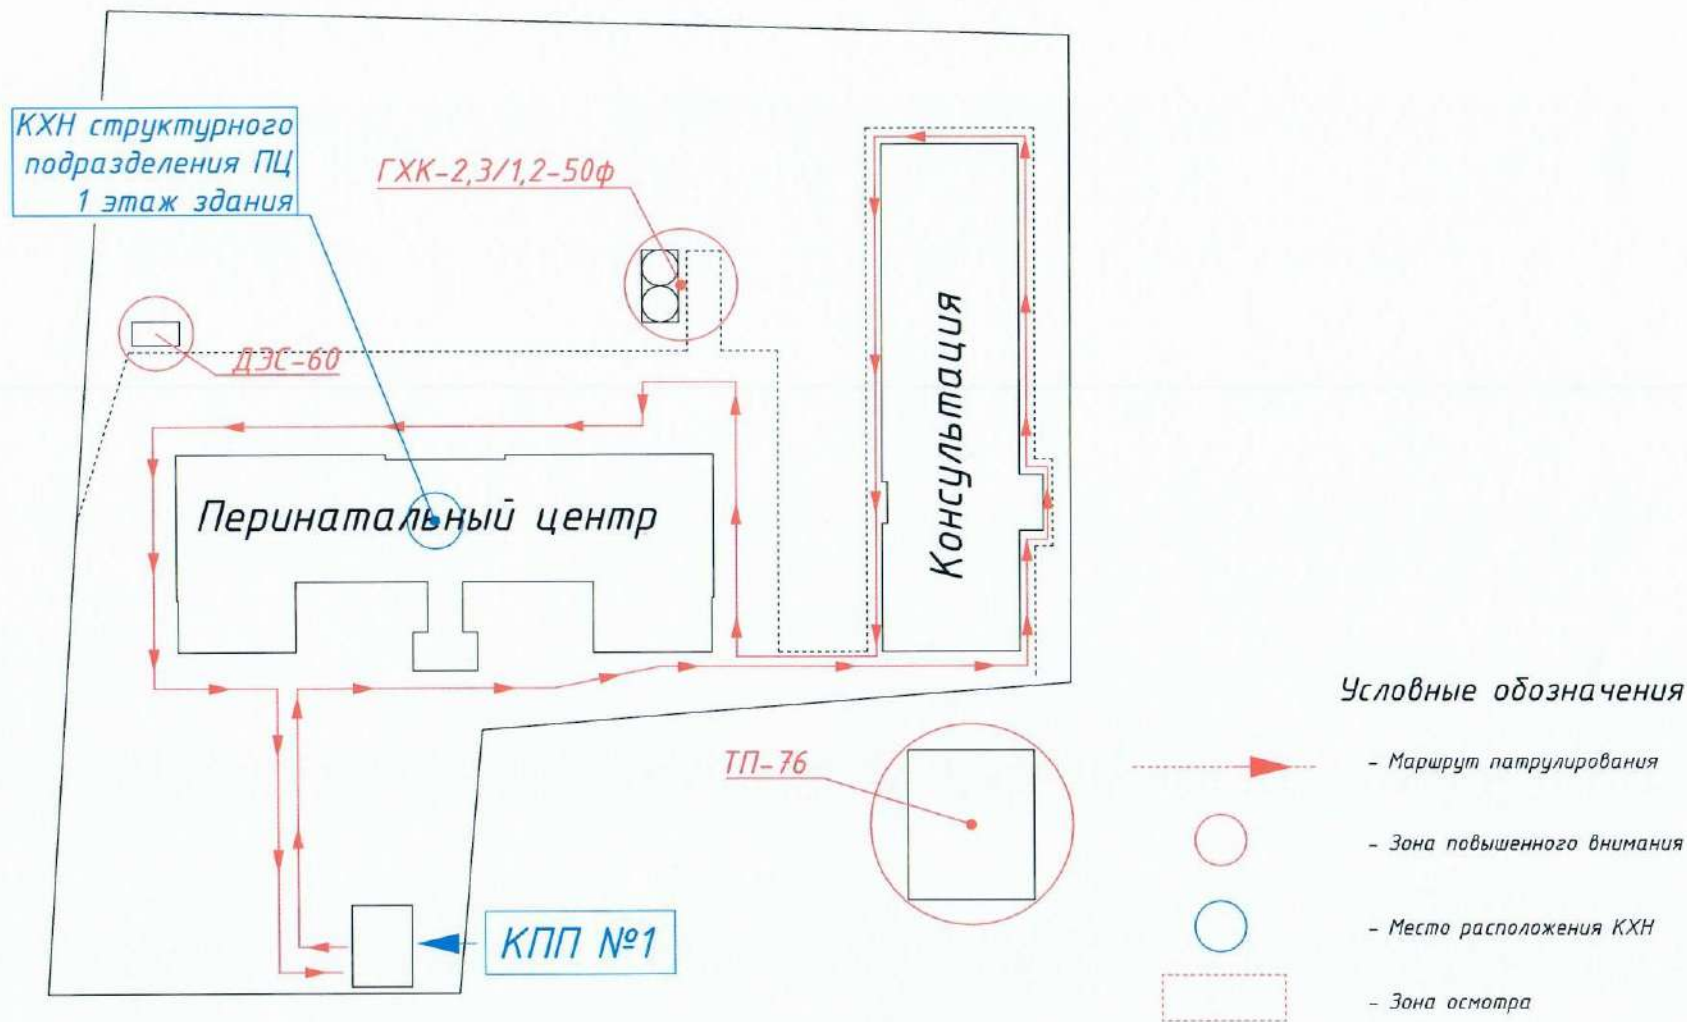 КХН структурного
подразделения ПЦ
1 этаж здания
ГХК-2,3/1,2-50ф
ДЭС-60
Перинатальный центр
Консультация
ТП-76
КПП №1
Условные обозначения
- Маршрут патрулирования
- Зона повышенного внимания
- Место расположения КХН
- Зона осмотра